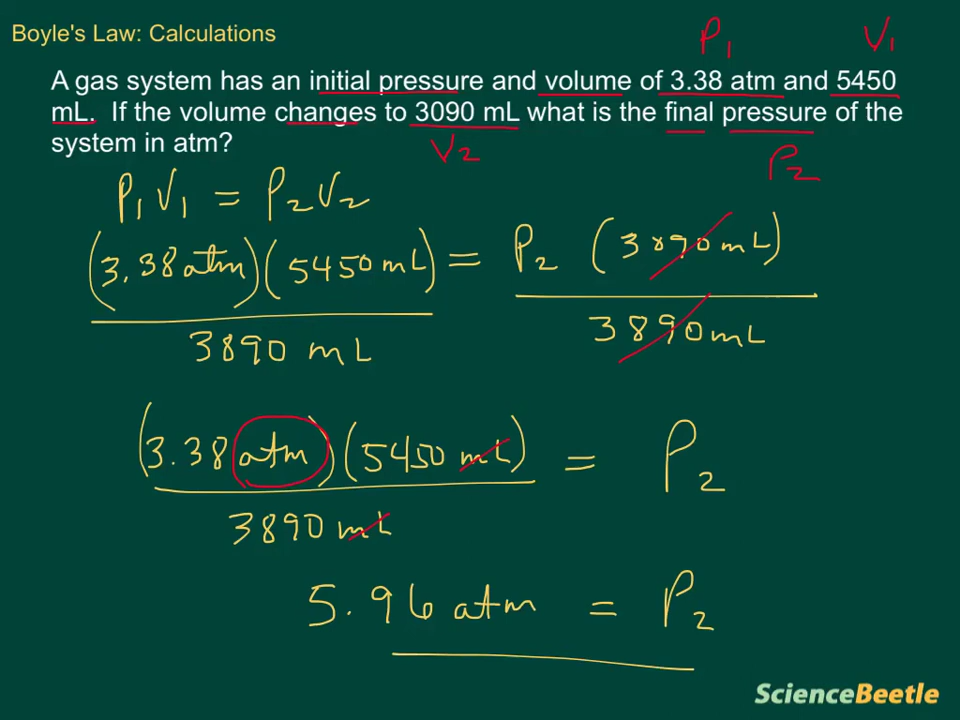 Boyle's Law: Calculations
P1 V1
A gas system has an initial pressure and volume of 3.38 atm and 5450
mL. If the volume changes to 3090 mL what is the final pressure of the
system in atm?
V2 P2
P1V1 = P2V2
(3.38 atm)(5450 mL) = P2 (3090 mL)
3890 mL 3890 mL
(3.38 atm)(5450 mL) = P2
3890 mL
5.96 atm = P2
ScienceBeetle